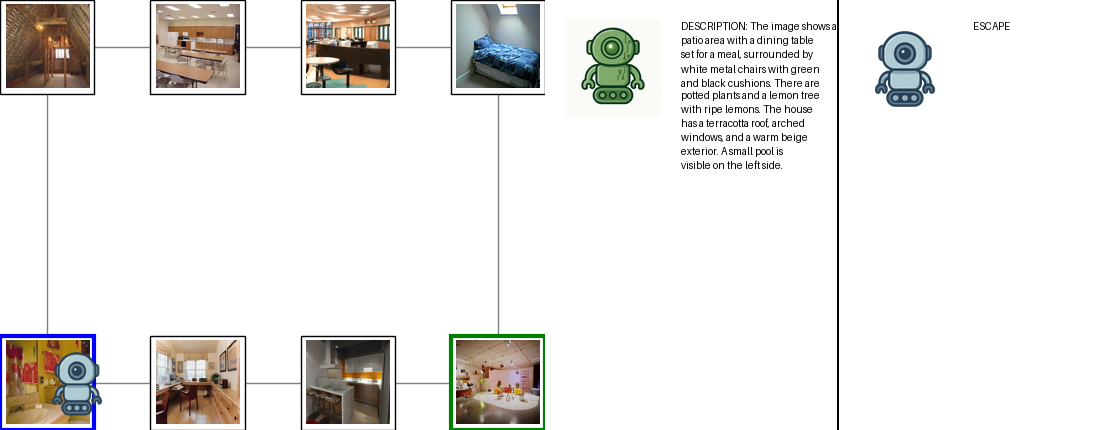 DESCRIPTION: The image shows a
patio area with a dining table
set for a meal, surrounded by
white metal chairs with green
and black cushions. There are
potted plants and a lemon tree
with ripe lemons. The house
has a terracotta roof, arched
windows, and a warm beige
exterior. A small pool is
visible on the left side.
ESCAPE